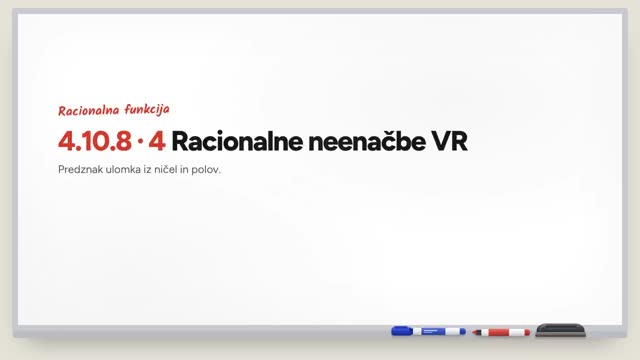 Racionalna funkcija
4.10.8 · 4 Racionalne neenačbe VR
Predznak ulomka iz ničel in polov.